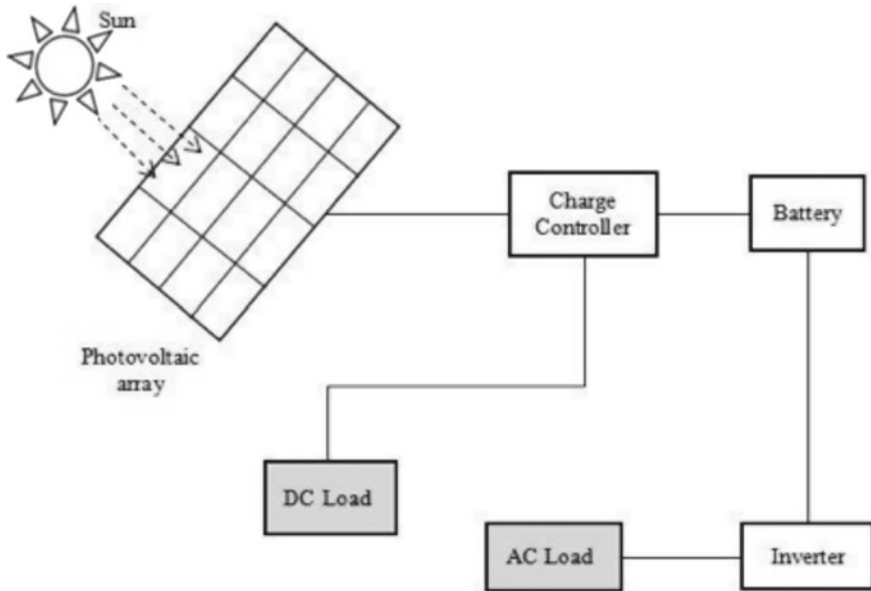 Sun
Charge
Controller
Battery
Photovoltaic
array
DC Load
AC Load
Inverter